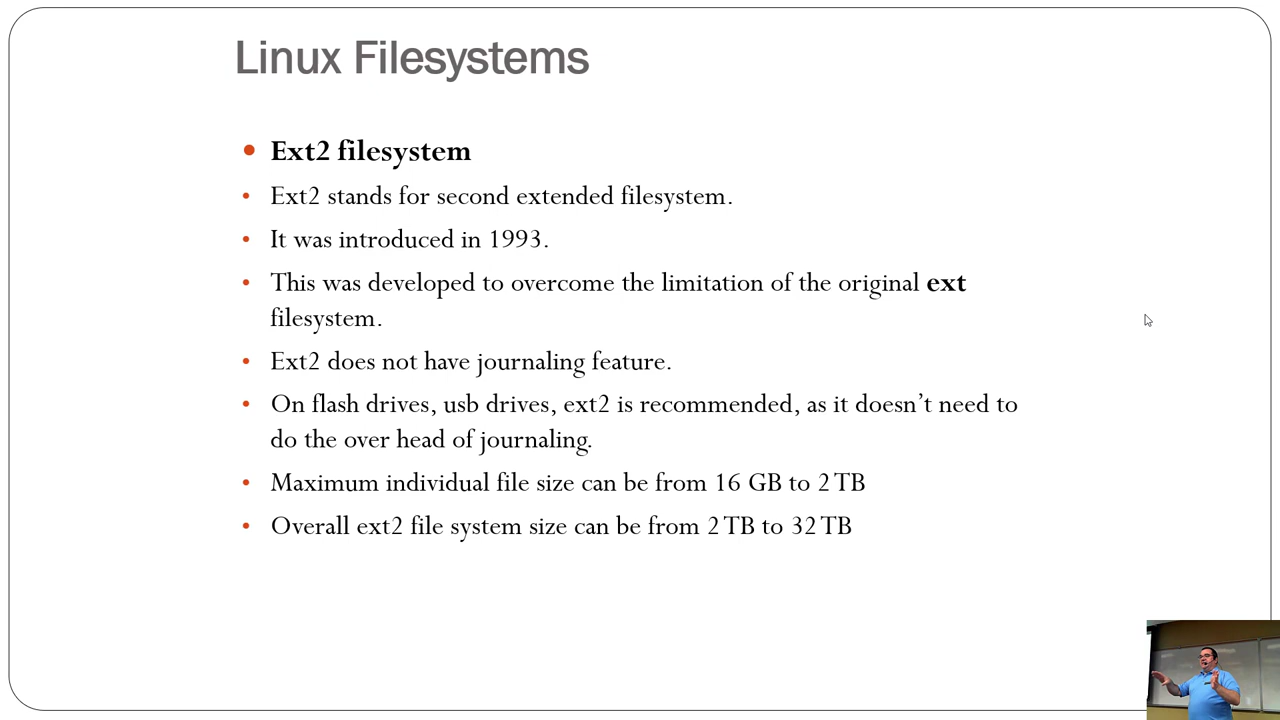 Linux Filesystems
• Ext2 filesystem
• Ext2 stands for second extended filesystem.
• It was introduced in 1993.
• This was developed to overcome the limitation of the original ext
filesystem.
• Ext2 does not have journaling feature.
• On flash drives, usb drives, ext2 is recommended, as it doesn’t need to
do the over head of journaling.
• Maximum individual file size can be from 16 GB to 2 TB
• Overall ext2 file system size can be from 2 TB to 32 TB